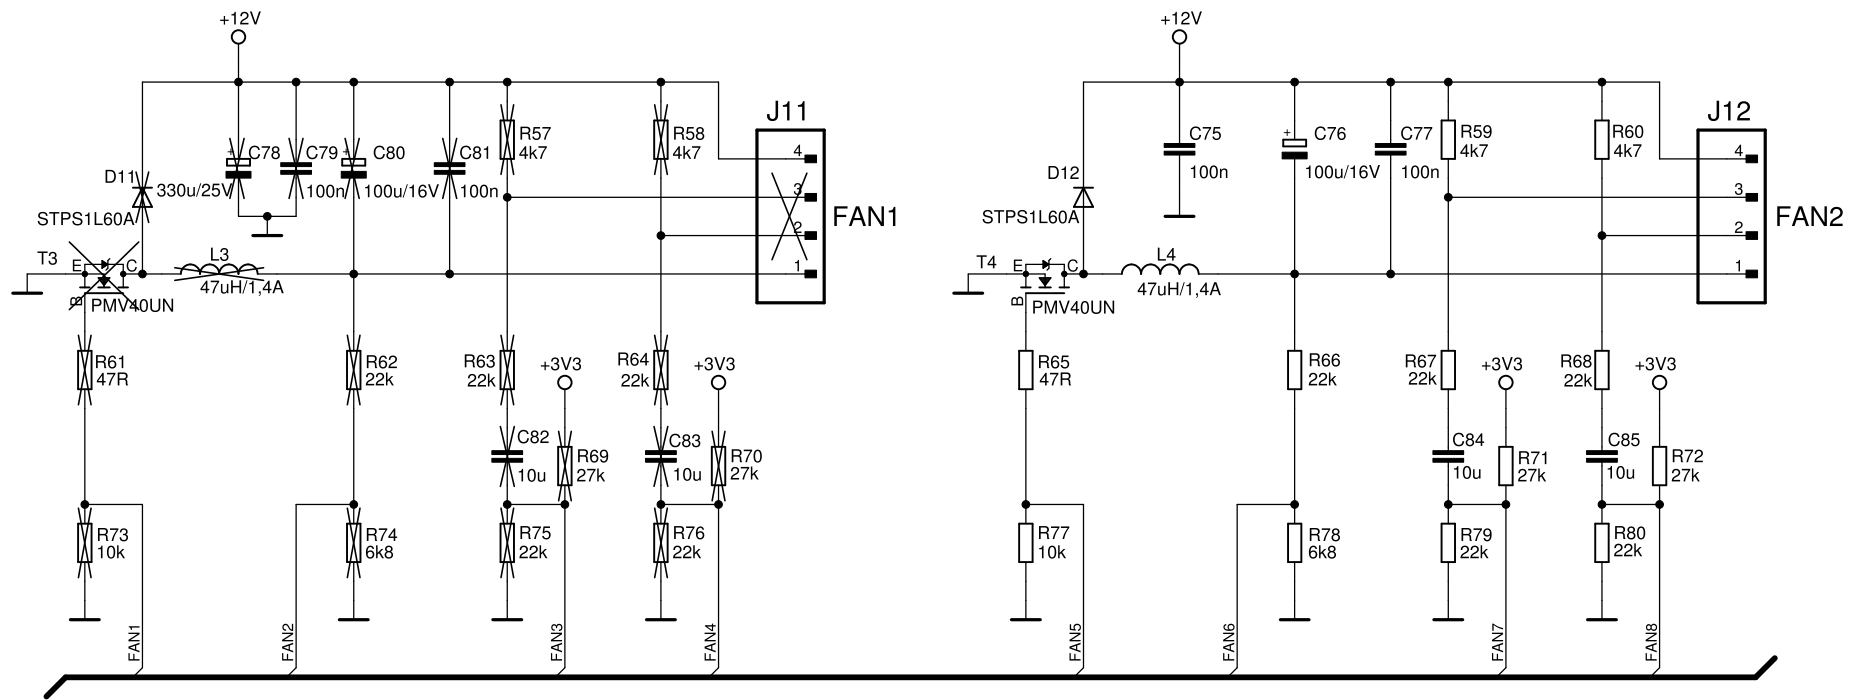 +12V
J11
R57
4k7
R58
4k7
C78
330u/25V
C79
100n
C80
+
100u/16V
C81
100n
D11
STPS1L60A
+
4
3
2
1
FAN1
T3
E
C
B
PMV40UN
L3
47uH/1,4A
R61
47R
R62
22k
R63
22k
+3V3
R64
22k
+3V3
C82
10u
R69
27k
C83
10u
R70
27k
R73
10k
R74
6k8
R75
22k
R76
22k
FAN1
FAN2
FAN3
FAN4
+12V
J12
C75
100n
+
C76
100u/16V
C77
100n
R59
4k7
R60
4k7
D12
STPS1L60A
4
3
2
1
FAN2
T4
E
C
B
PMV40UN
L4
47uH/1,4A
R65
47R
R66
22k
R67
22k
+3V3
R68
22k
+3V3
C84
10u
R71
27k
C85
10u
R72
27k
R77
10k
R78
6k8
R79
22k
R80
22k
FAN5
FAN6
FAN7
FAN8